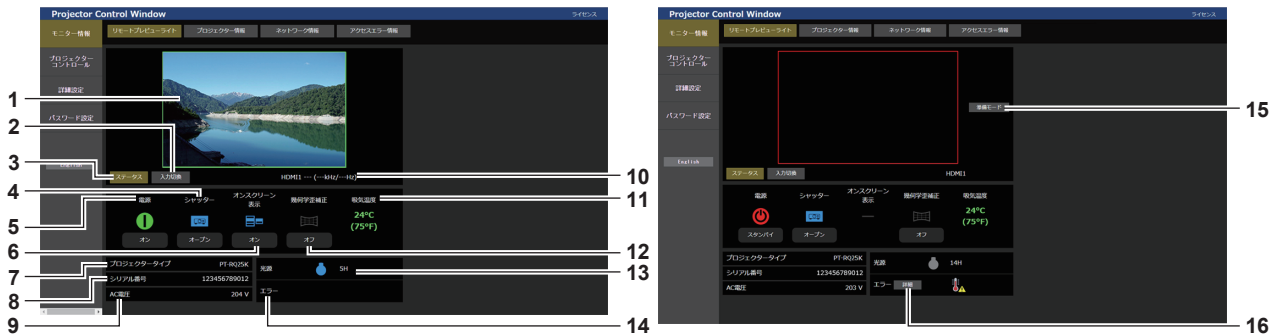 Projector Control Window
ライセンス
モニター情報
リモートプレビューライト
プロジェクター情報
ネットワーク情報
アクセスエラー情報
プロジェクター
コントロール
詳細設定
パスワード設定
ステータス
入力切換
HDMI1 --- (---kHz/---Hz)
電源
シャッター
オンスクリーン
表示
幾何学歪補正
吸気温度
24°C
(75°F)
オン
オープン
オン
オフ
プロジェクタータイプ
PT-RQ25K
シリアル番号
123456789012
AC電圧
204 V
光源
5H
エラー
1
2
3
4
5
6
7
8
9
10
11
12
13
14
Projector Control Window
ライセンス
モニター情報
リモートプレビューライト
プロジェクター情報
ネットワーク情報
アクセスエラー情報
プロジェクター
コントロール
詳細設定
パスワード設定
English
準備モード
ステータス
入力切換
HDMI1
電源
シャッター
オンスクリーン
表示
幾何学歪補正
吸気温度
24°C
(75°F)
スタンバイ
オープン
オフ
プロジェクタータイプ
PT-RQ25K
シリアル番号
123456789012
AC電圧
203 V
光源
14H
エラー
詳細
15
16